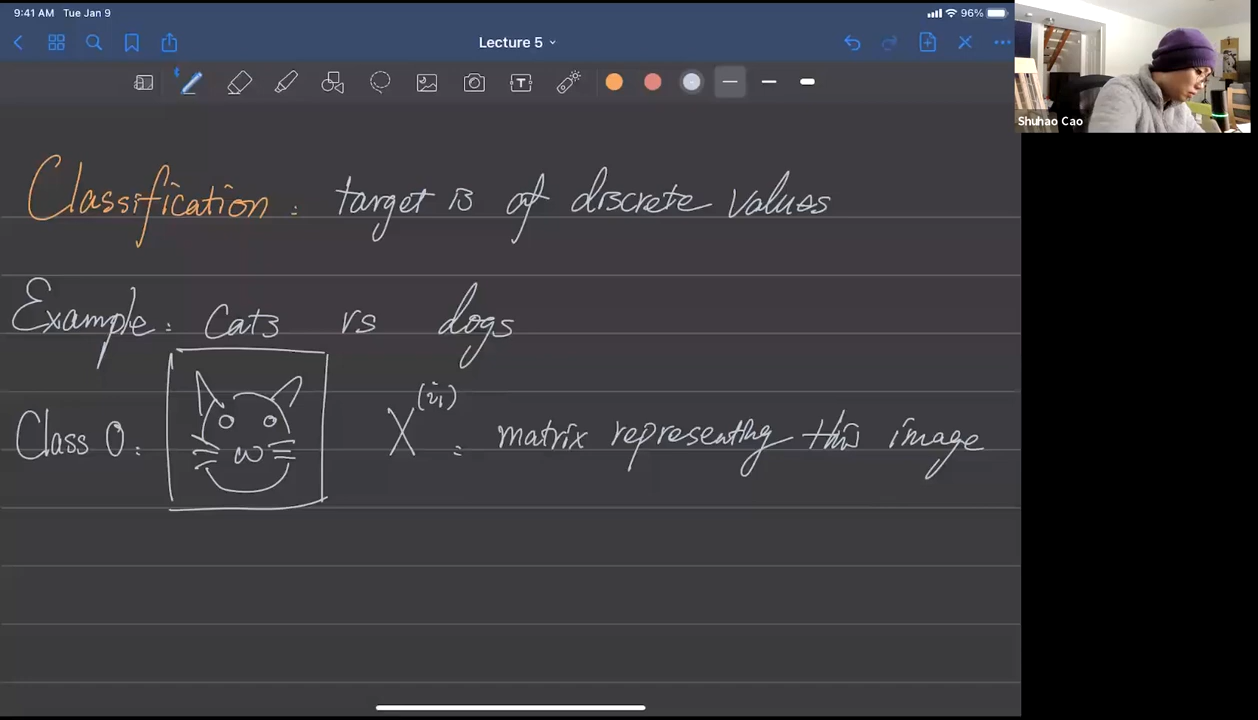 9:41 AM Tue Jan 9
96%
Lecture 5
Shuhao Cao
Classification: target is of discrete values
Example: Cats vs dogs
Class 0: X^(i₁) : matrix representing this image